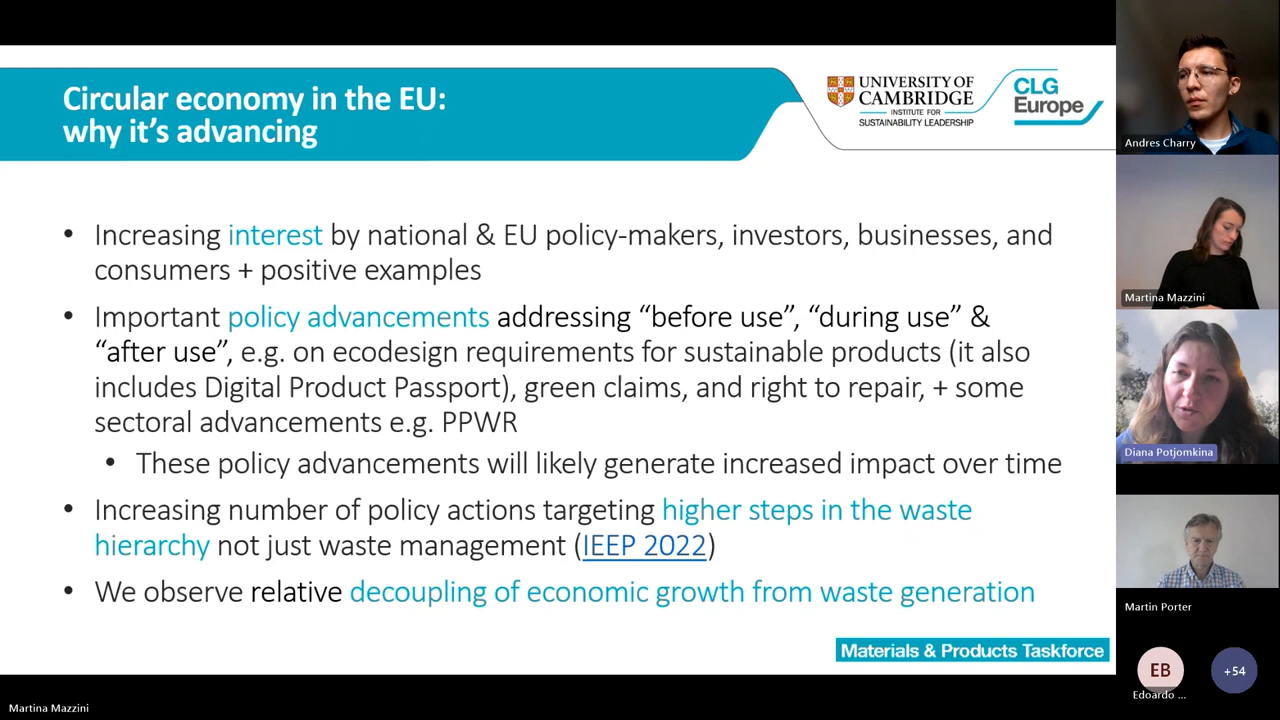 Circular economy in the EU:
why it's advancing
UNIVERSITY OF
CAMBRIDGE
INSTITUTE FOR
SUSTAINABILITY LEADERSHIP
CLG
Europe
• Increasing interest by national & EU policy-makers, investors, businesses, and
consumers + positive examples
• Important policy advancements addressing “before use”, “during use” &
“after use”, e.g. on ecodesign requirements for sustainable products (it also
includes Digital Product Passport), green claims, and right to repair, + some
sectoral advancements e.g. PPWR
• These policy advancements will likely generate increased impact over time
• Increasing number of policy actions targeting higher steps in the waste
hierarchy not just waste management (IEEP 2022)
• We observe relative decoupling of economic growth from waste generation
Materials & Products Taskforce
Andres Charry
Martina Mazzini
Diana Potjomkina
Martin Porter
EB
+54
Edoardo ...
Martina Mazzini